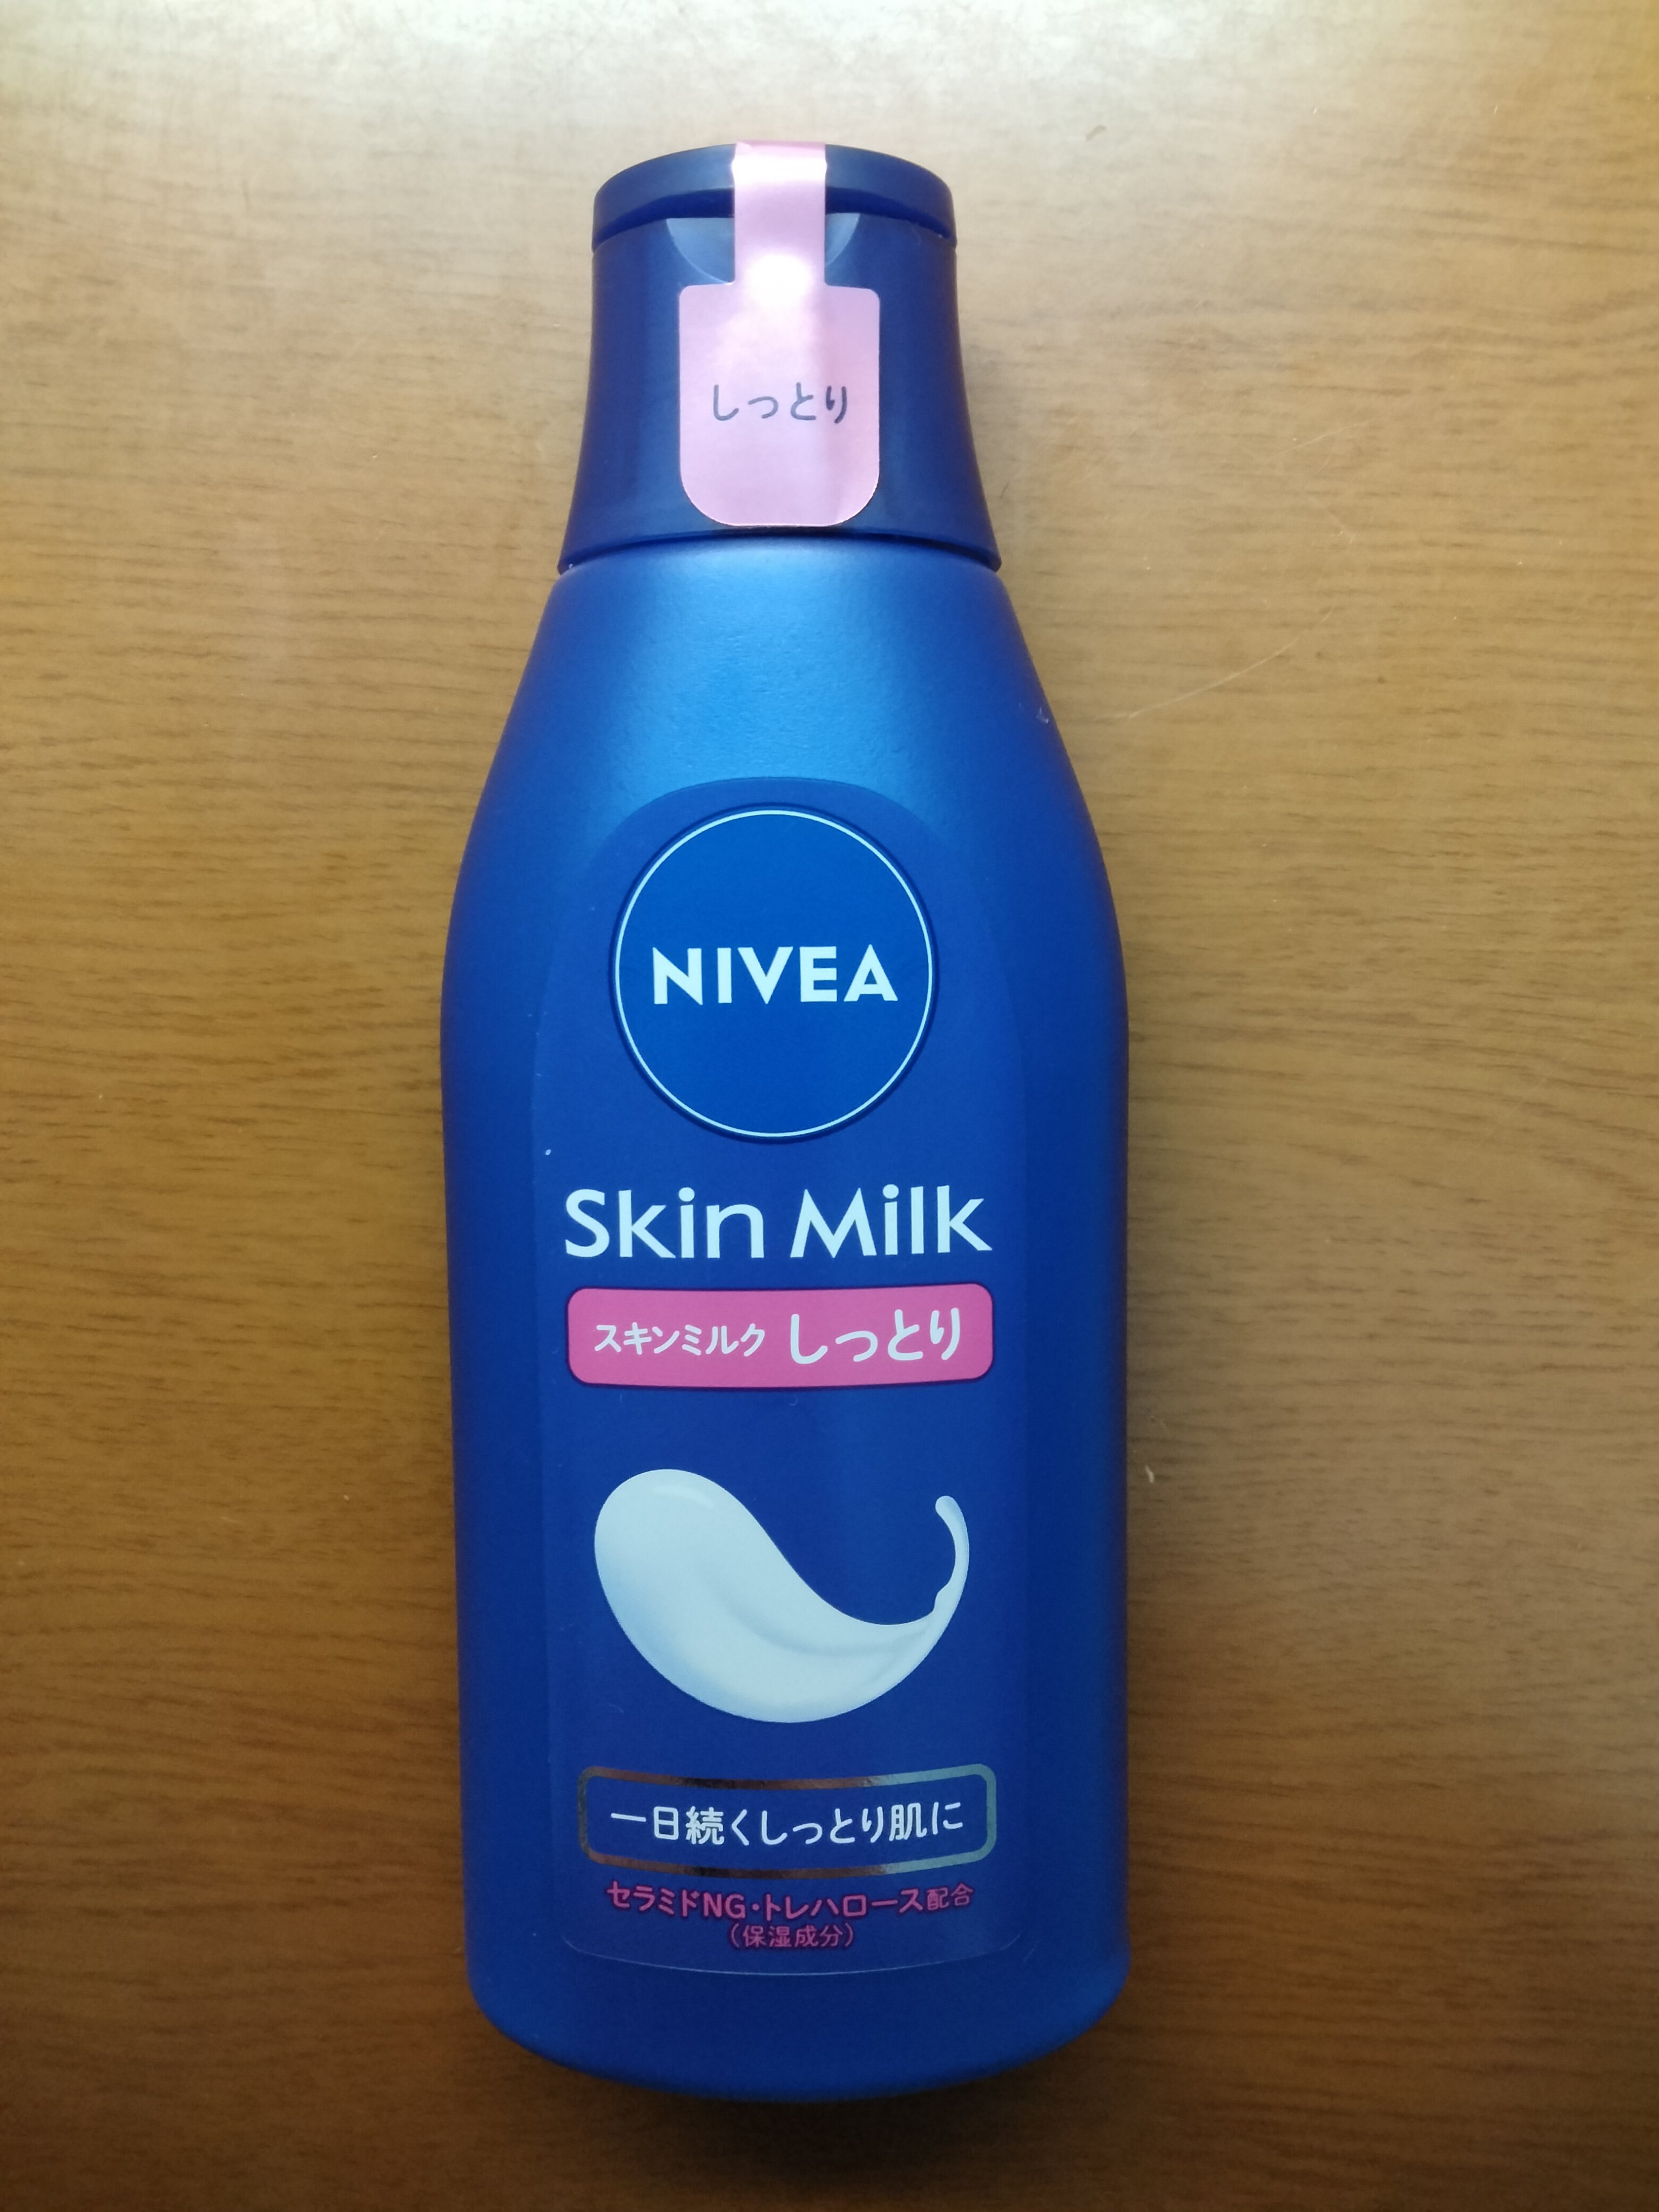 しっとり
NIVEA
Skin Milk
スキンミルク しっとり
一日続くしっとり肌に
セラミドNG・トレハロース配合
（保湿成分）